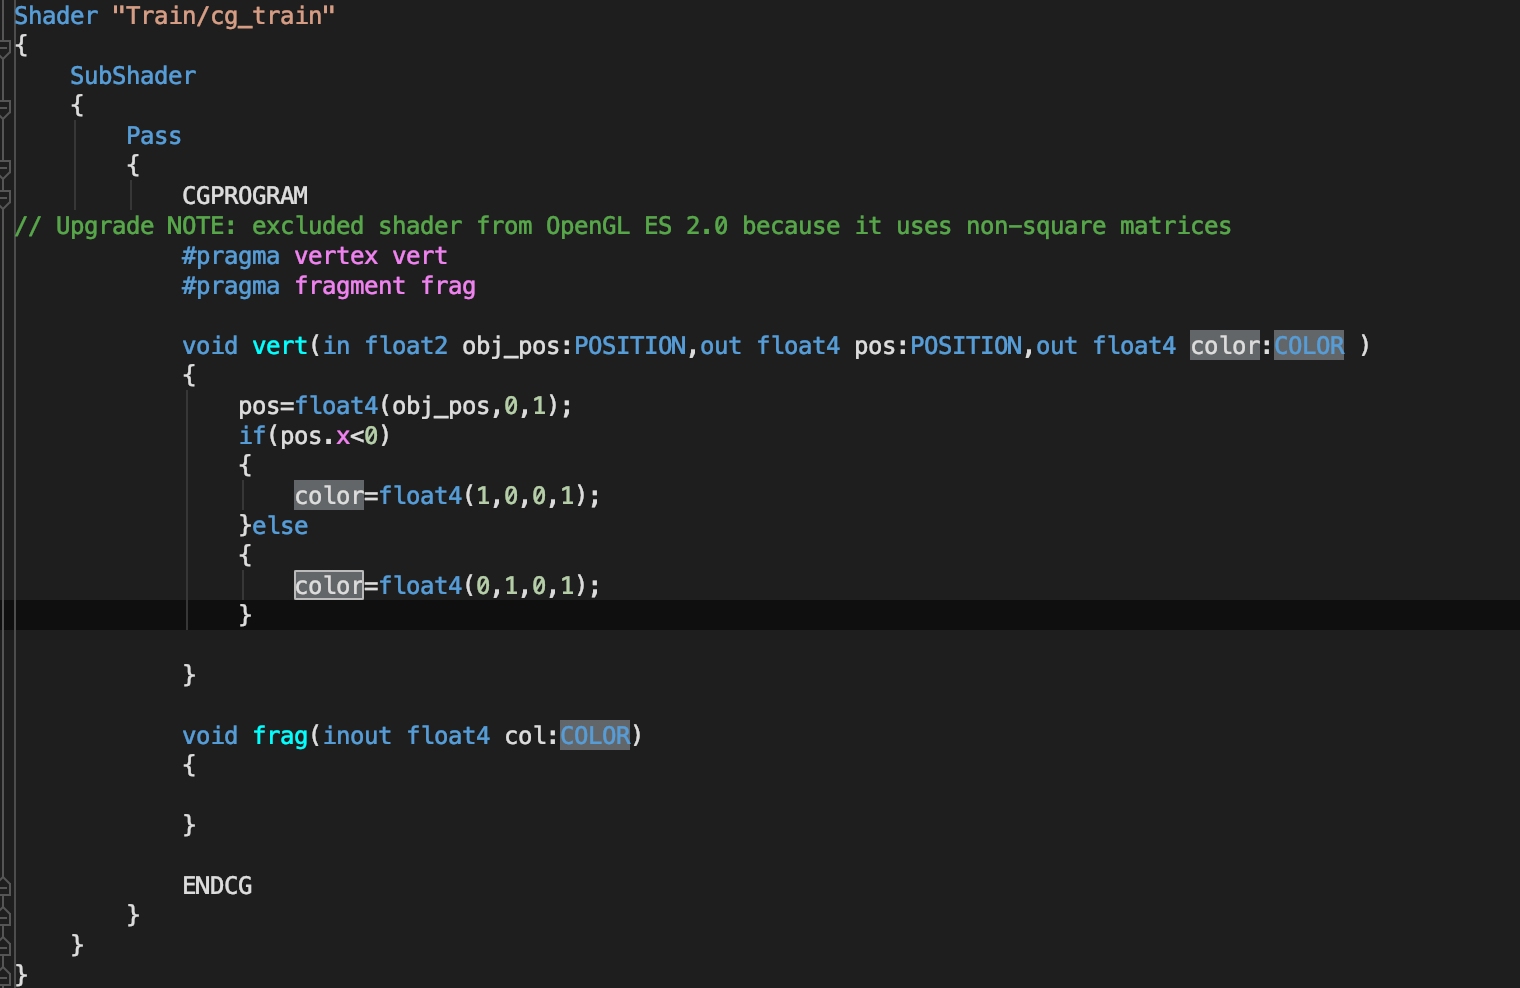 Shader "Train/cg_train"
{
    SubShader
    {
        Pass
        {
            CGPROGRAM
// Upgrade NOTE: excluded shader from OpenGL ES 2.0 because it uses non-square matrices
            #pragma vertex vert
            #pragma fragment frag

            void vert(in float2 obj_pos:POSITION,out float4 pos:POSITION,out float4 color:COLOR )
            {
                pos=float4(obj_pos,0,1);
                if(pos.x<0)
                {
                    color=float4(1,0,0,1);
                }else
                {
                    color=float4(0,1,0,1);
                }

            }

            void frag(inout float4 col:COLOR)
            {

            }

            ENDCG
        }
    }
}